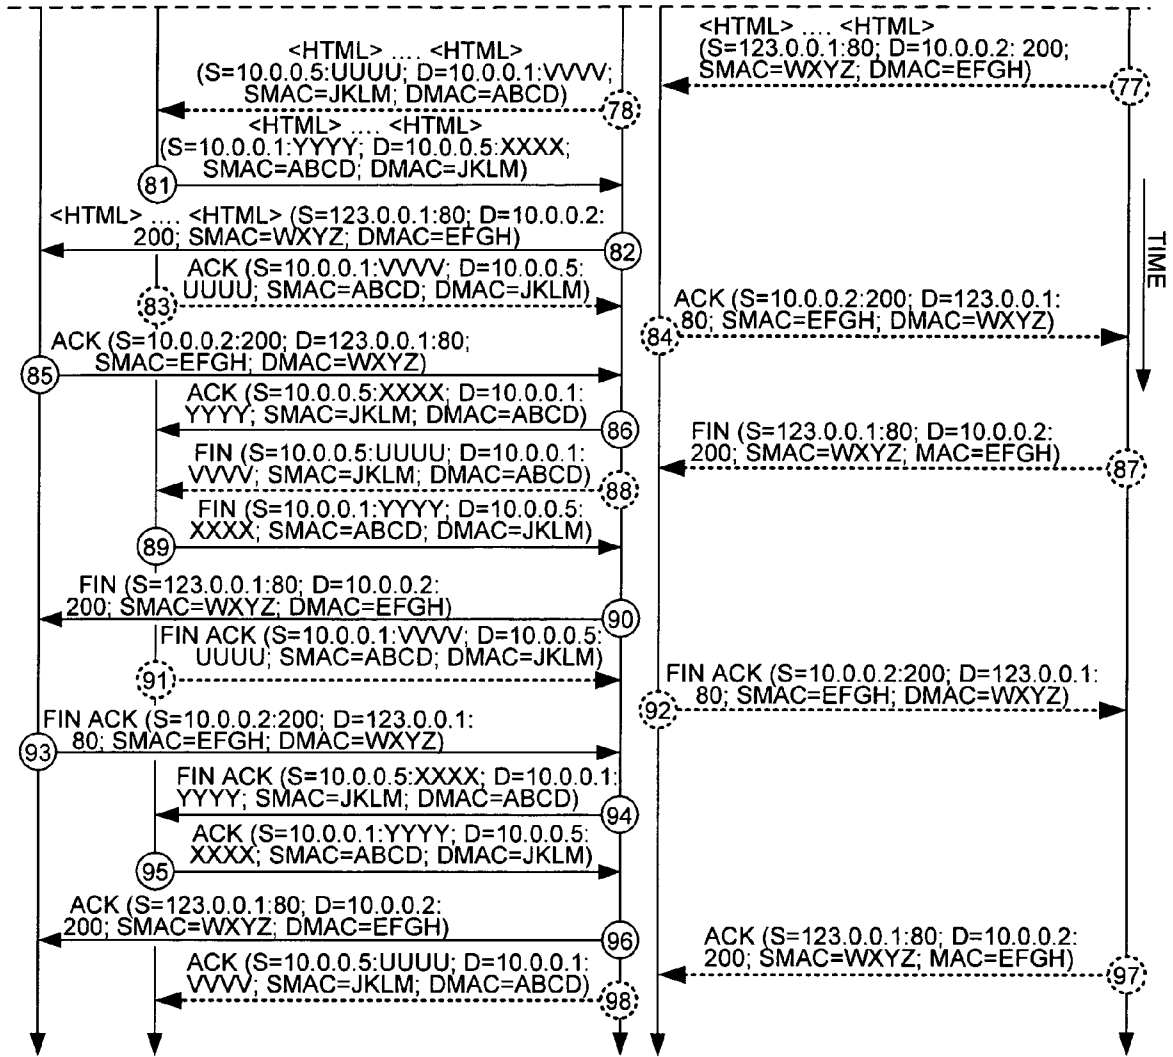 <HTML> .... <HTML>
(S=123.0.0.1:80; D=10.0.0.2: 200;
SMAC=WXYZ; DMAC=EFGH)
77
<HTML> .... <HTML>
(S=10.0.0.5:UUUU; D=10.0.0.1:VVVV;
SMAC=JKLM; DMAC=ABCD)
78
<HTML> .... <HTML>
(S=10.0.0.1:YYYY; D=10.0.0.5:XXXX;
SMAC=ABCD; DMAC=JKLM)
81
<HTML> .... <HTML> (S=123.0.0.1:80; D=10.0.0.2:
200; SMAC=WXYZ; DMAC=EFGH)
82
TIME
ACK (S=10.0.0.1:VVVV; D=10.0.0.5:
UUUU; SMAC=ABCD; DMAC=JKLM)
83
ACK (S=10.0.0.2:200; D=123.0.0.1:
80; SMAC=EFGH; DMAC=WXYZ)
84
ACK (S=10.0.0.2:200; D=123.0.0.1:80;
SMAC=EFGH; DMAC=WXYZ)
85
ACK (S=10.0.0.5:XXXX; D=10.0.0.1:
YYYY; SMAC=JKLM; DMAC=ABCD)
86
FIN (S=123.0.0.1:80; D=10.0.0.2:
200; SMAC=WXYZ; MAC=EFGH)
87
FIN (S=10.0.0.5:UUUU; D=10.0.0.1:
VVVV; SMAC=JKLM; DMAC=ABCD)
88
FIN (S=10.0.0.1:YYYY; D=10.0.0.5:
XXXX; SMAC=ABCD; DMAC=JKLM)
89
FIN (S=123.0.0.1:80; D=10.0.0.2:
200; SMAC=WXYZ; DMAC=EFGH)
90
FIN ACK (S=10.0.0.1:VVVV; D=10.0.0.5:
UUUU; SMAC=ABCD; DMAC=JKLM)
91
FIN ACK (S=10.0.0.2:200; D=123.0.0.1:
80; SMAC=EFGH; DMAC=WXYZ)
92
FIN ACK (S=10.0.0.2:200; D=123.0.0.1:
80; SMAC=EFGH; DMAC=WXYZ)
93
FIN ACK (S=10.0.0.5:XXXX; D=10.0.0.1:
YYYY; SMAC=JKLM; DMAC=ABCD)
94
ACK (S=10.0.0.1:YYYY; D=10.0.0.5:
XXXX; SMAC=ABCD; DMAC=JKLM)
95
ACK (S=123.0.0.1:80; D=10.0.0.2:
200; SMAC=WXYZ; DMAC=EFGH)
96
ACK (S=123.0.0.1:80; D=10.0.0.2:
200; SMAC=WXYZ; MAC=EFGH)
97
ACK (S=10.0.0.5:UUUU; D=10.0.0.1:
VVVV; SMAC=JKLM; DMAC=ABCD)
98